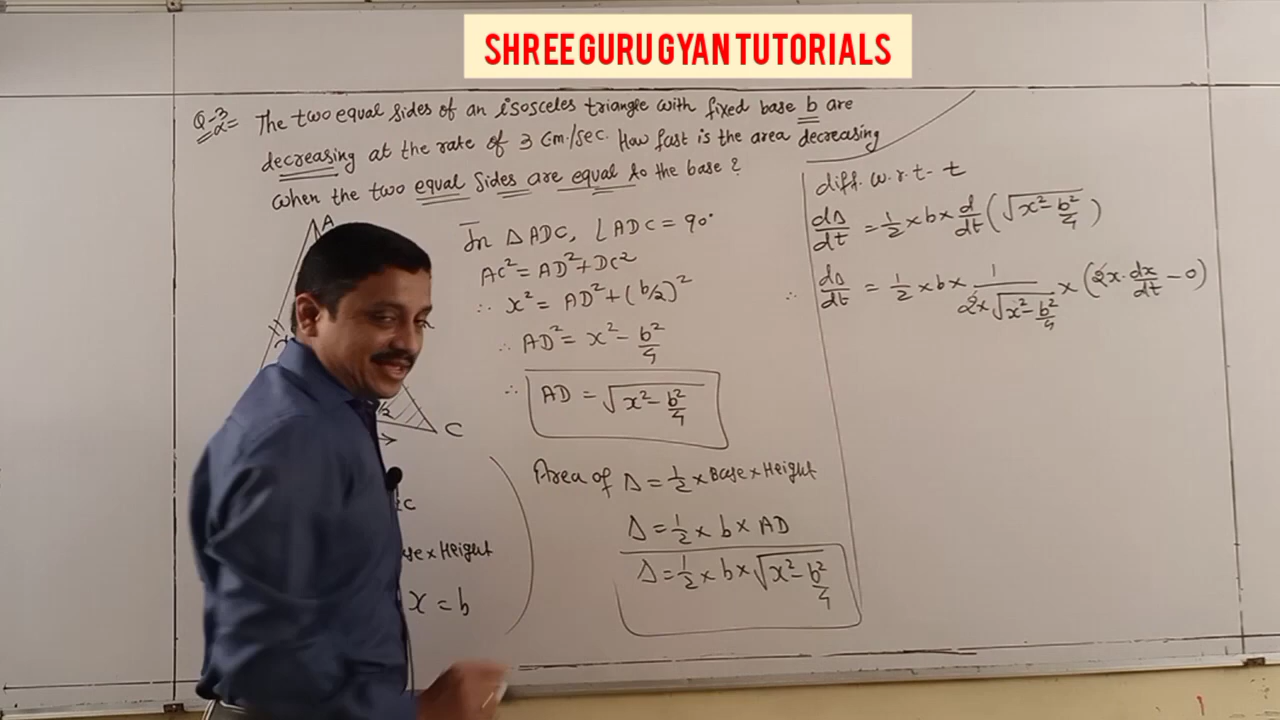 SHREE GURU GYAN TUTORIALS
Q-3 The two equal sides of an isosceles triangle with fixed base b are
decreasing at the rate of 3 cm/sec. How fast is the area decreasing
when the two equal sides are equal to the base?
A
C
x = b
In Δ ADC, ∠ADC = 90°
AC² = AD² + DC²
∴ x² = AD² + (b/2)²
∴ AD² = x² - b²/4
∴ AD = √(x² - b²/4)
Area of Δ = 1/2 × Base × Height
Δ = 1/2 × b × AD
Δ = 1/2 × b × √(x² - b²/4)
diff. w.r.t. t
dΔ/dt = 1/2 × b × d/dt (√(x² - b²/4))
∴ dΔ/dt = 1/2 × b × 1/(2×√(x² - b²/4)) × (2x · dx/dt - 0)